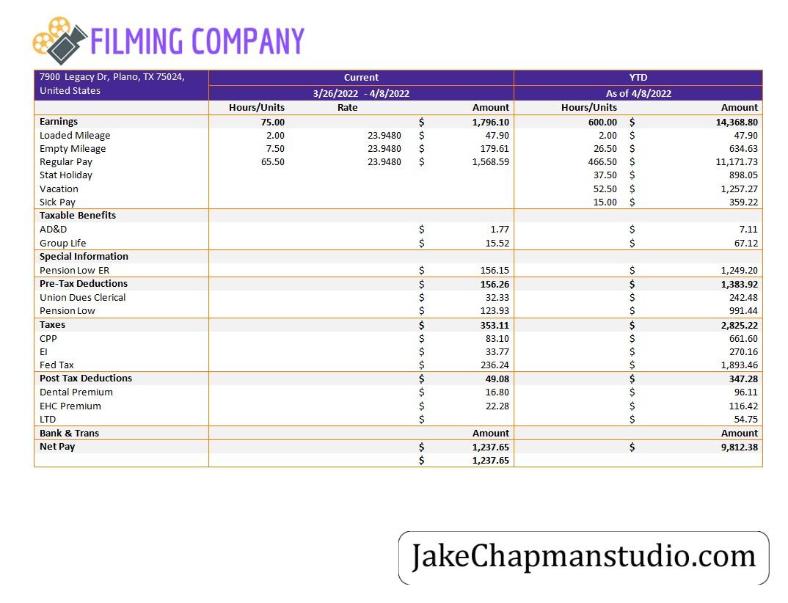 FILMING COMPANY
7900 Legacy Dr, Plano, TX 75024, United States Current YTD
3/26/2022 - 4/8/2022 As of 4/8/2022
Hours/Units Rate Amount Hours/Units Amount
Earnings 75.00 $ 1,796.10 600.00 $ 14,368.80
Loaded Mileage 2.00 23.9480 $ 47.90 2.00 $ 47.90
Empty Mileage 7.50 23.9480 $ 179.61 26.50 $ 634.63
Regular Pay 65.50 23.9480 $ 1,568.59 466.50 $ 11,171.73
Stat Holiday 37.50 $ 898.05
Vacation 52.50 $ 1,257.27
Sick Pay 15.00 $ 359.22
Taxable Benefits
AD&D $ 1.77 $ 7.11
Group Life $ 15.52 $ 67.12
Special Information
Pension Low ER $ 156.15 $ 1,249.20
Pre-Tax Deductions $ 156.26 $ 1,383.92
Union Dues Clerical $ 32.33 $ 242.48
Pension Low $ 123.93 $ 991.44
Taxes $ 353.11 $ 2,825.22
CPP $ 83.10 $ 661.60
EI $ 33.77 $ 270.16
Fed Tax $ 236.24 $ 1,893.46
Post Tax Deductions $ 49.08 $ 347.28
Dental Premium $ 16.80 $ 96.11
EHC Premium $ 22.28 $ 116.42
LTD $ $ 54.75
Bank & Trans Amount Amount
Net Pay $ 1,237.65 $ 9,812.38
$ 1,237.65
JakeChapmanstudio.com